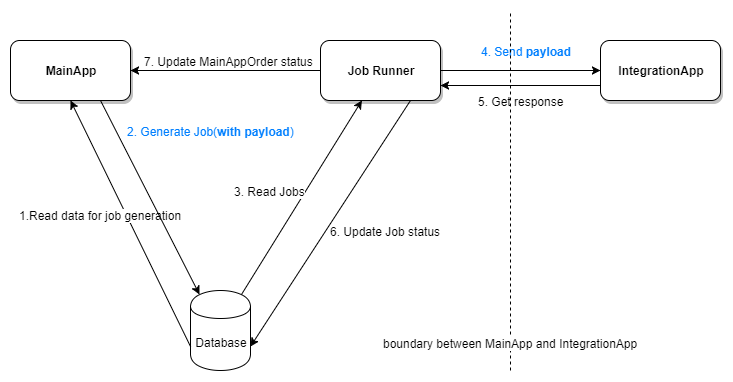 4. Send payload
7. Update MainAppOrder status
MainApp
Job Runner
IntegrationApp
5. Get response
2. Generate Job(with payload)
3. Read Jobs
1.Read data for job generation
6. Update Job status
Database
boundary between MainApp and IntegrationApp